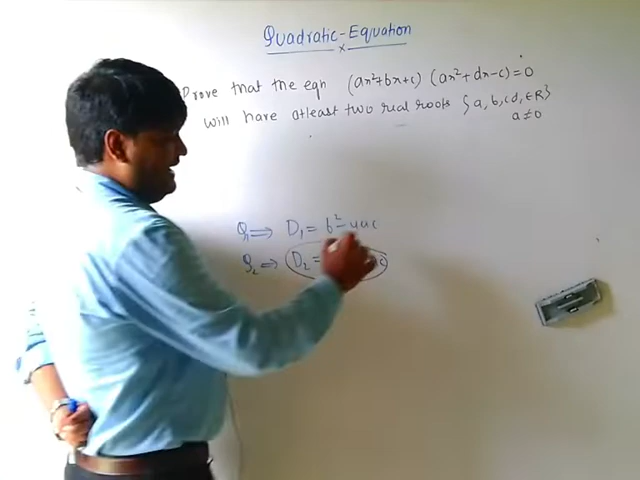 Quadratic-Equation
x
Prove that the eqn (ax²+bx+c) (ax²+dx-c)=0
will have atleast two real roots {a,b,c,d,∈R}
a≠0
Q₁⇒ D₁= b²-4ac
Q₂⇒ D₂=